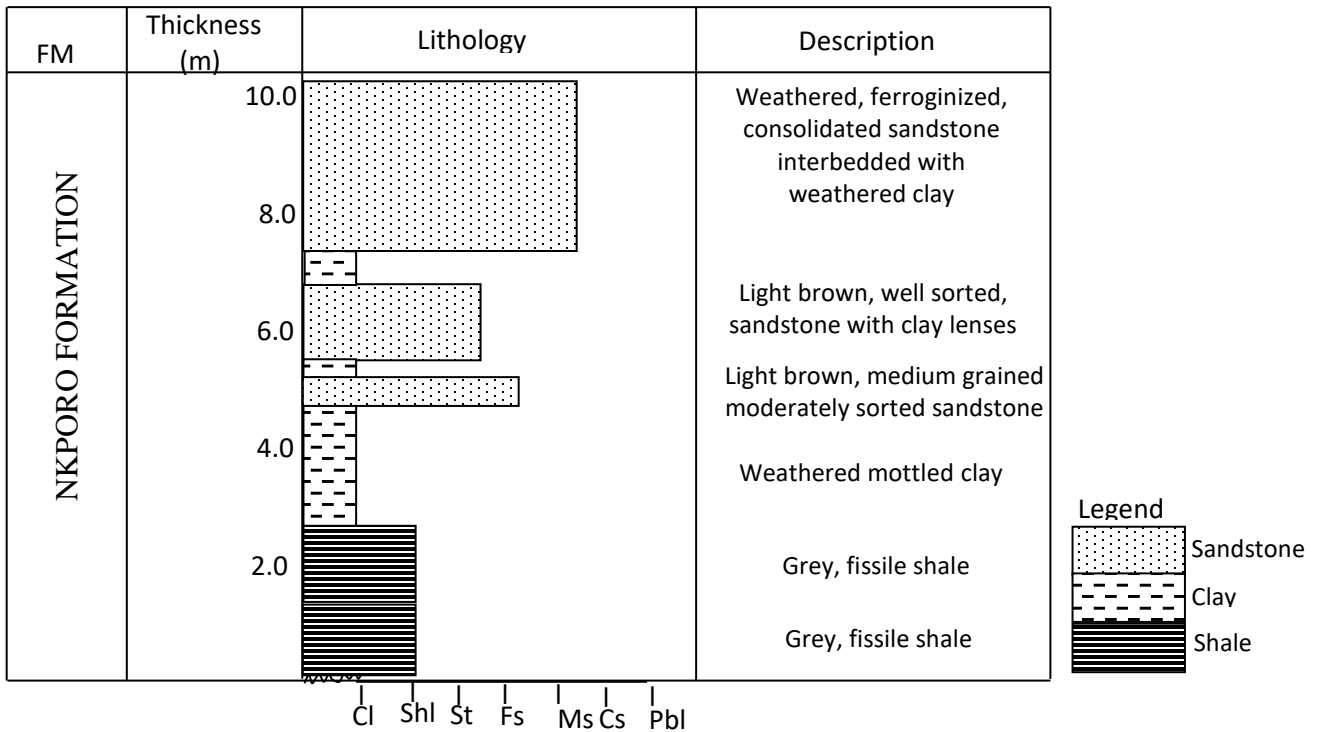 FM
Thickness
(m)
Lithology
Description
NKPORO FORMATION
10.0
8.0
6.0
4.0
2.0
Weathered, ferroginized,
consolidated sandstone
interbedded with
weathered clay
Light brown, well sorted,
sandstone with clay lenses
Light brown, medium grained
moderately sorted sandstone
Weathered mottled clay
Grey, fissile shale
Grey, fissile shale
Cl Shl St Fs Ms Cs Pbl
Legend
Sandstone
Clay
Shale